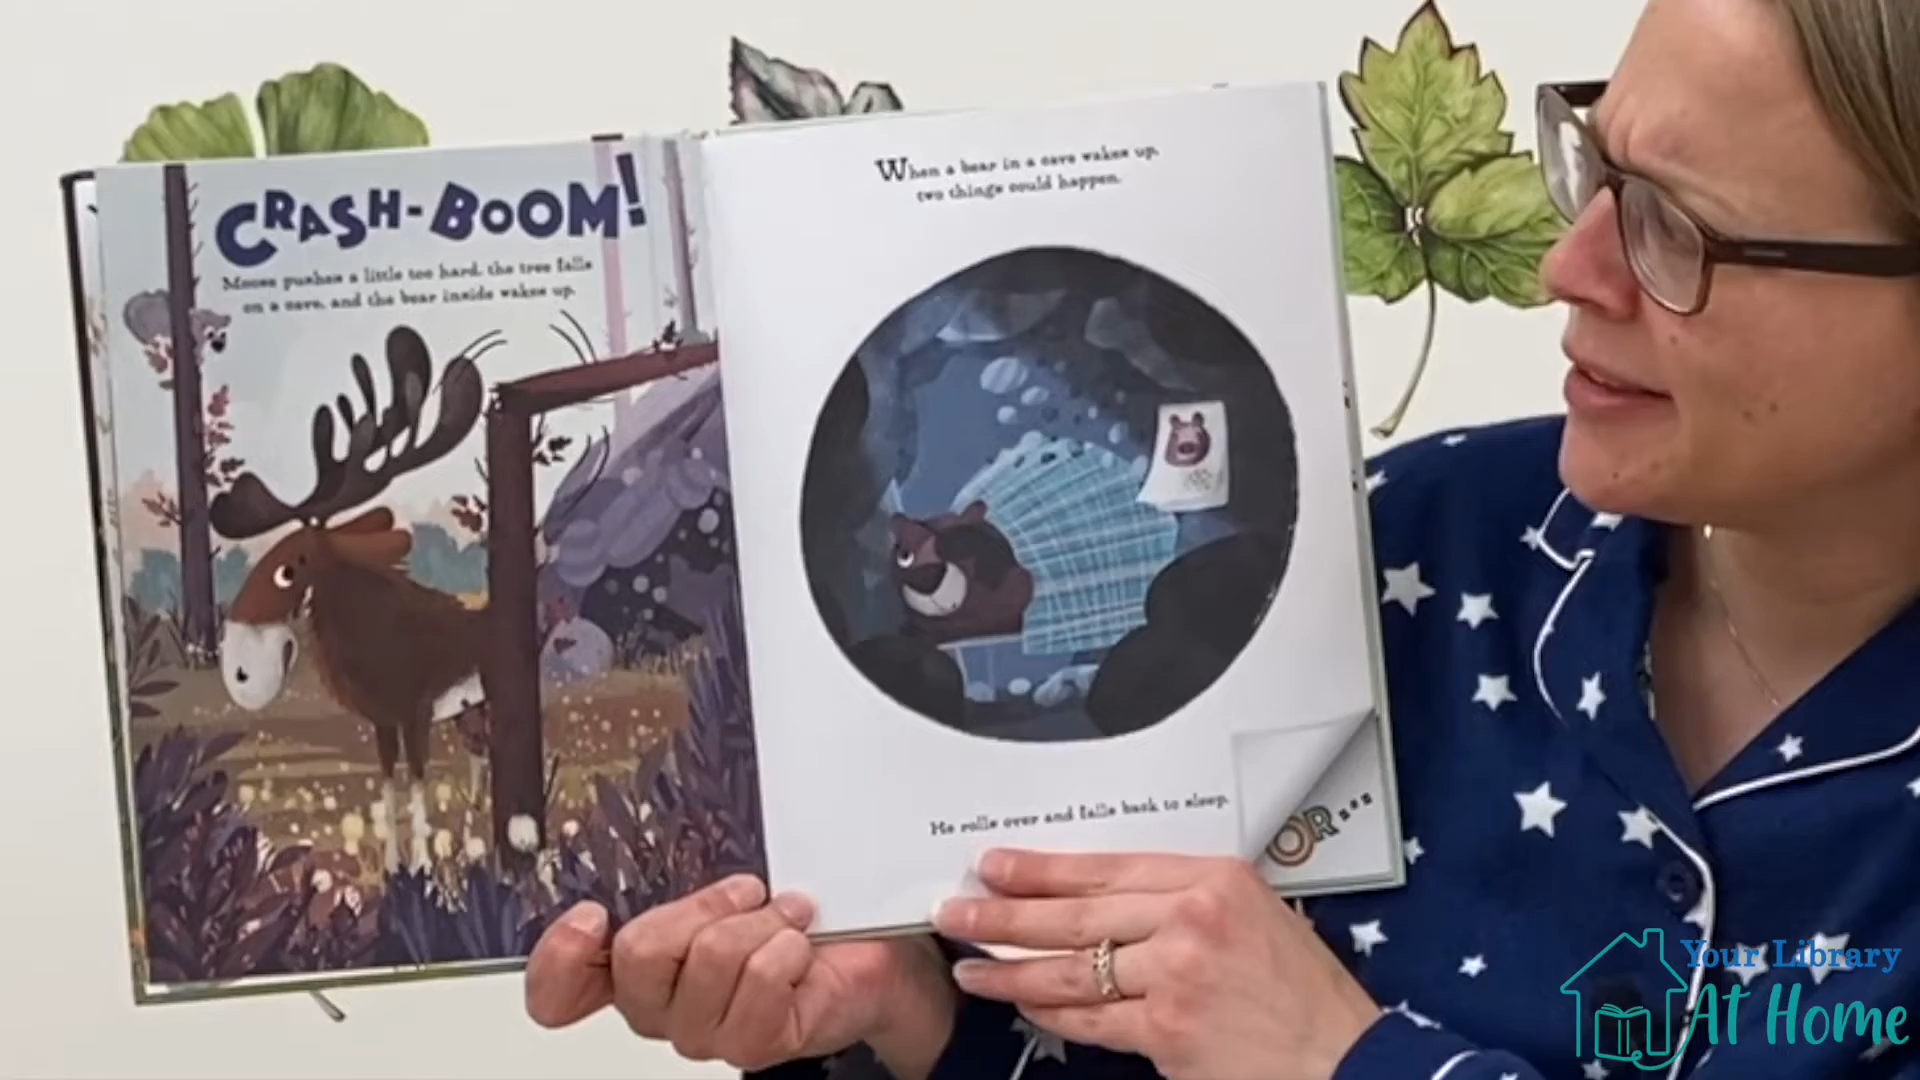 CRASH-BOOM!
Moose pushes a little too hard, the tree falls
on a cave, and the bear inside wakes up.
When a bear in a cave wakes up,
two things could happen.
He rolls over and falls back to sleep.
OR...
Your Library
At Home